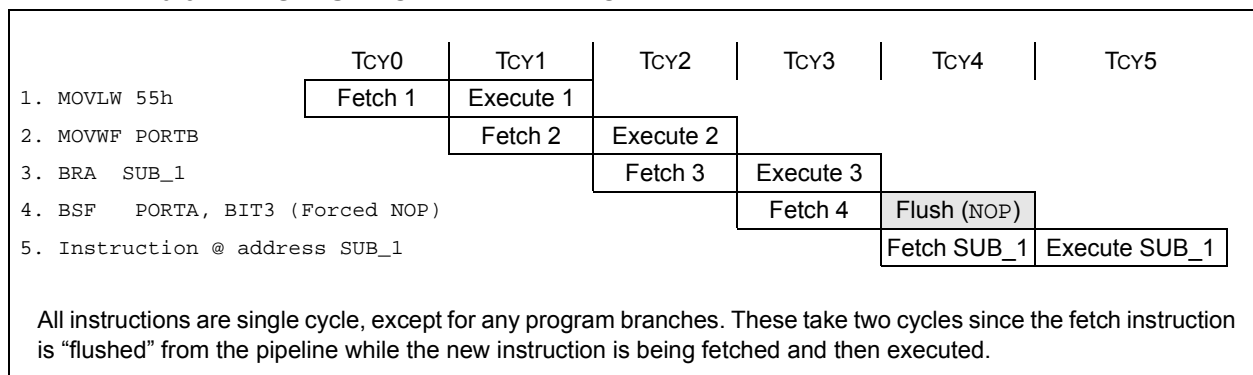 TCY0 TCY1 TCY2 TCY3 TCY4 TCY5
1. MOVLW 55h Fetch 1 Execute 1
2. MOVWF PORTB Fetch 2 Execute 2
3. BRA SUB_1 Fetch 3 Execute 3
4. BSF PORTA, BIT3 (Forced NOP) Fetch 4 Flush (NOP)
5. Instruction @ address SUB_1 Fetch SUB_1 Execute SUB_1
All instructions are single cycle, except for any program branches. These take two cycles since the fetch instruction
is “flushed” from the pipeline while the new instruction is being fetched and then executed.